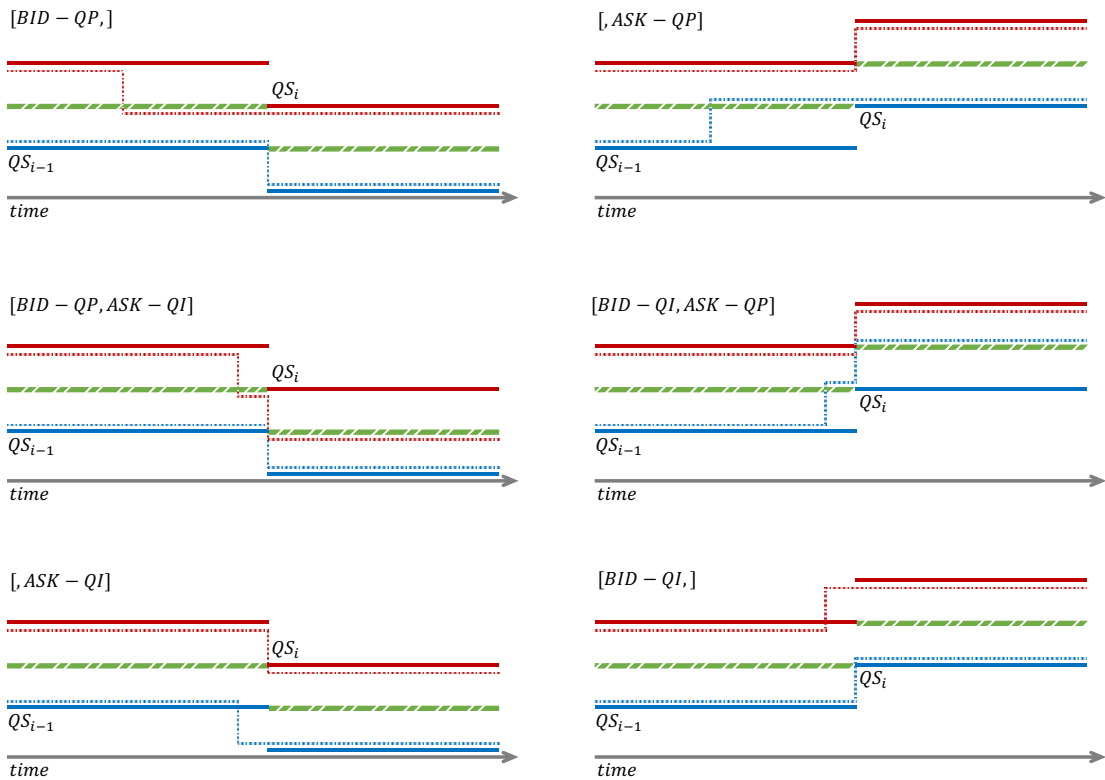 [BID − QP,]
QS_i
QS_{i−1}
time
[, ASK − QP]
QS_i
QS_{i−1}
time
[BID − QP, ASK − QI]
QS_i
QS_{i−1}
time
[BID − QI, ASK − QP]
QS_i
QS_{i−1}
time
[, ASK − QI]
QS_i
QS_{i−1}
time
[BID − QI,]
QS_i
QS_{i−1}
time